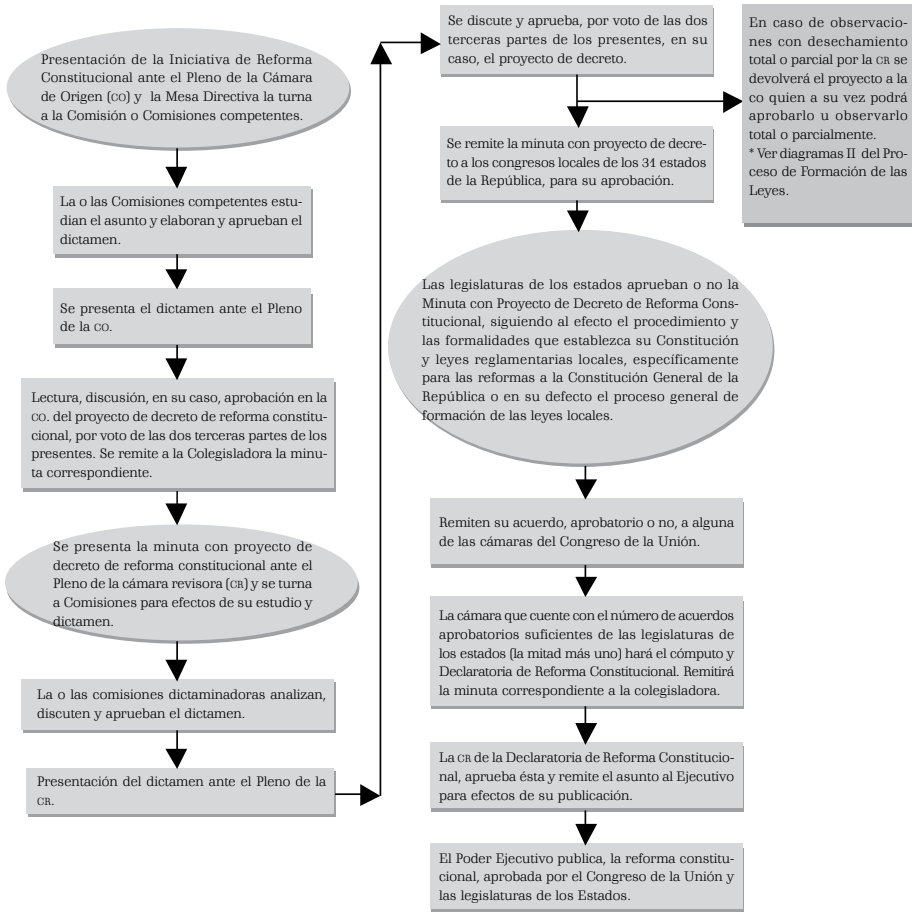 Presentación de la Iniciativa de Reforma
Constitucional ante el Pleno de la Cámara
de Origen (CO) y la Mesa Directiva la turna
a la Comisión o Comisiones competentes.
La o las Comisiones competentes estu-
dian el asunto y elaboran y aprueban el
dictamen.
Se presenta el dictamen ante el Pleno
de la CO.
Lectura, discusión, en su caso, aprobación en la
CO. del proyecto de decreto de reforma constitu-
cional, por voto de las dos terceras partes de los
presentes. Se remite a la Colegisladora la minu-
ta correspondiente.
Se presenta la minuta con proyecto de
decreto de reforma constitucional ante el
Pleno de la cámara revisora (CR) y se turna
a Comisiones para efectos de su estudio y
dictamen.
La o las comisiones dictaminadoras analizan,
discuten y aprueban el dictamen.
Presentación del dictamen ante el Pleno de la
CR.
Se discute y aprueba, por voto de las dos
terceras partes de los presentes, en su
caso, el proyecto de decreto.
En caso de observacio-
nes con desechamiento
total o parcial por la CR se
devolverá el proyecto a la
co quien a su vez podrá
aprobarlo u observarlo
total o parcialmente.
* Ver diagramas II del Pro-
ceso de Formación de las
Leyes.
Se remite la minuta con proyecto de decre-
to a los congresos locales de los 31 estados
de la República, para su aprobación.
Las legislaturas de los estados aprueban o no la
Minuta con Proyecto de Decreto de Reforma Cons-
titucional, siguiendo al efecto el procedimiento y
las formalidades que establezca su Constitución
y leyes reglamentarias locales, específicamente
para las reformas a la Constitución General de la
República o en su defecto el proceso general de
formación de las leyes locales.
Remiten su acuerdo, aprobatorio o no, a alguna
de las cámaras del Congreso de la Unión.
La cámara que cuente con el número de acuerdos
aprobatorios suficientes de las legislaturas de
los estados (la mitad más uno) hará el cómputo y
Declaratoria de Reforma Constitucional. Remitirá
la minuta correspondiente a la colegisladora.
La CR de la Declaratoria de Reforma Constitucio-
nal, aprueba ésta y remite el asunto al Ejecutivo
para efectos de su publicación.
El Poder Ejecutivo publica, la reforma constitu-
cional, aprobada por el Congreso de la Unión y
las legislaturas de los Estados.